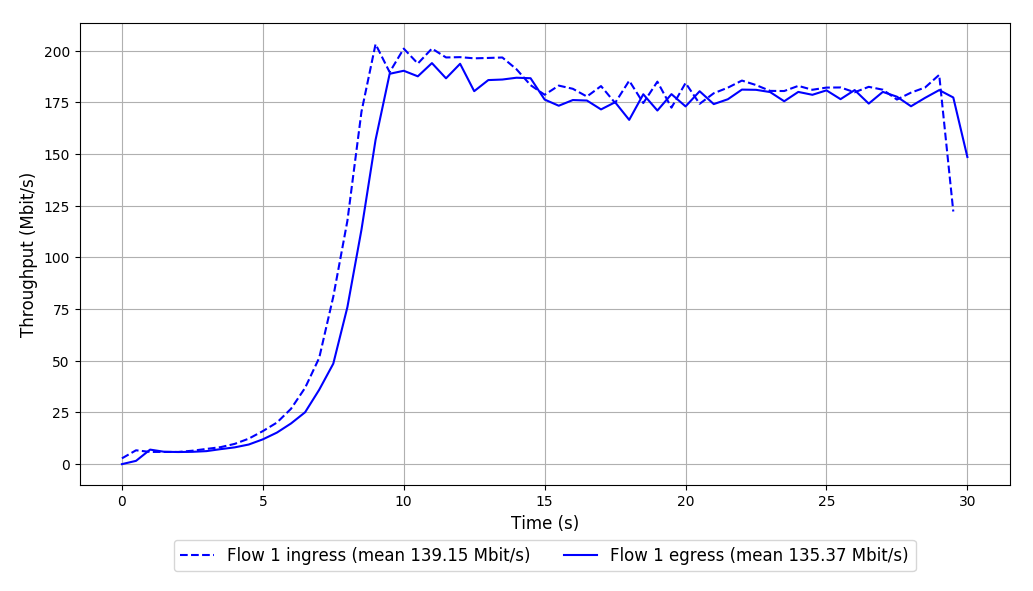 Throughput (Mbit/s)
200
175
150
125
100
75
50
25
0
0 5 10 15 20 25 30
Time (s)
Flow 1 ingress (mean 139.15 Mbit/s) Flow 1 egress (mean 135.37 Mbit/s)